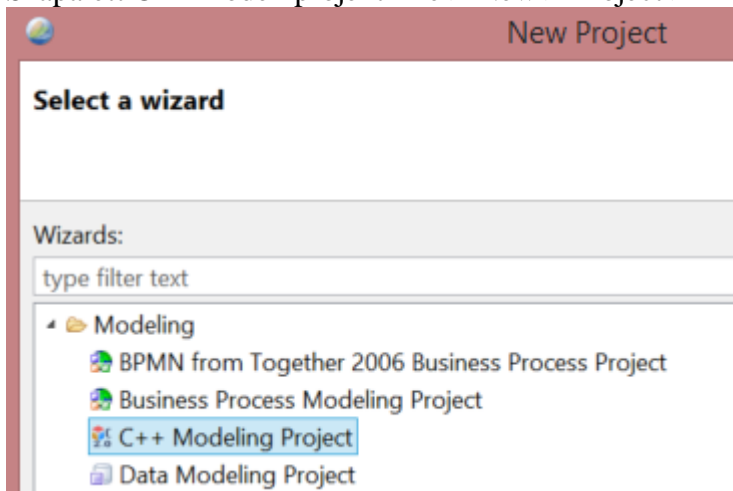 New Project
Select a wizard
Wizards:
type filter text
Modeling
BPMN from Together 2006 Business Process Project
Business Process Modeling Project
C++ Modeling Project
Data Modeling Project